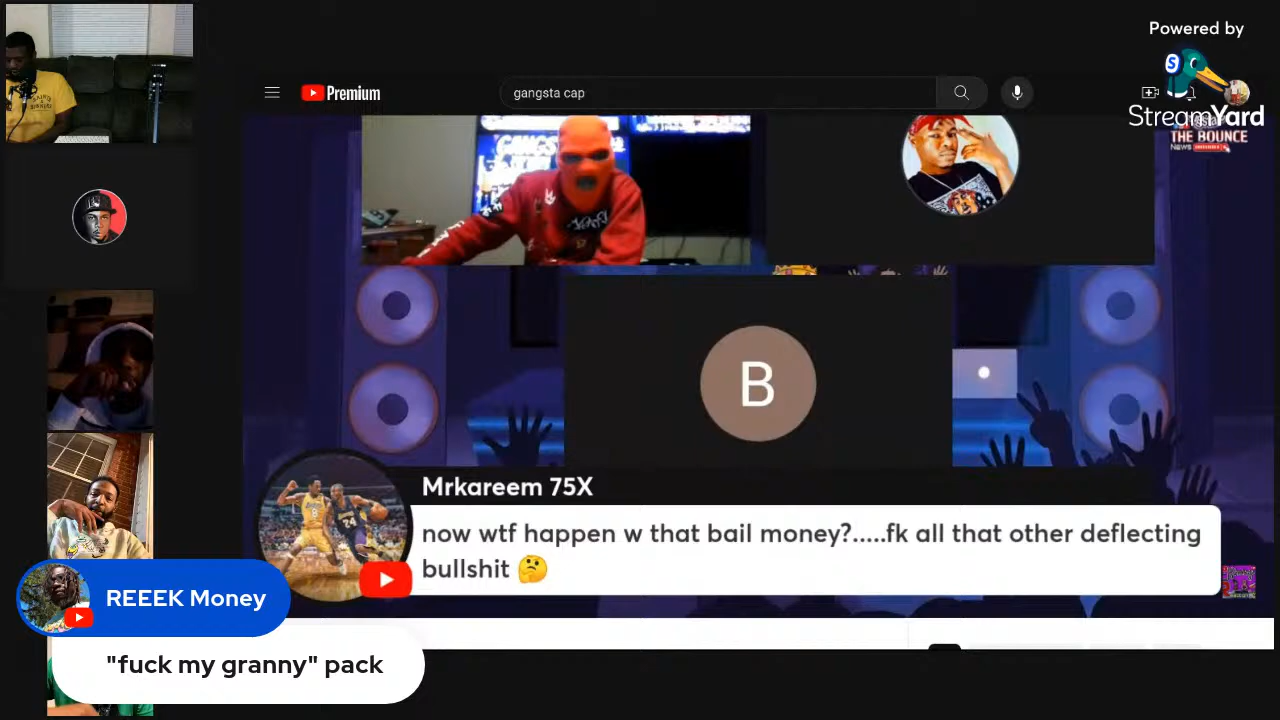 Powered by
StreamYard
Premium
gangsta cap
THE BOUNCE
News
B
Mrkareem 75X
now wtf happen w that bail money?.....fk all that other deflecting
bullshit 🤔
REEEK Money
"fuck my granny" pack